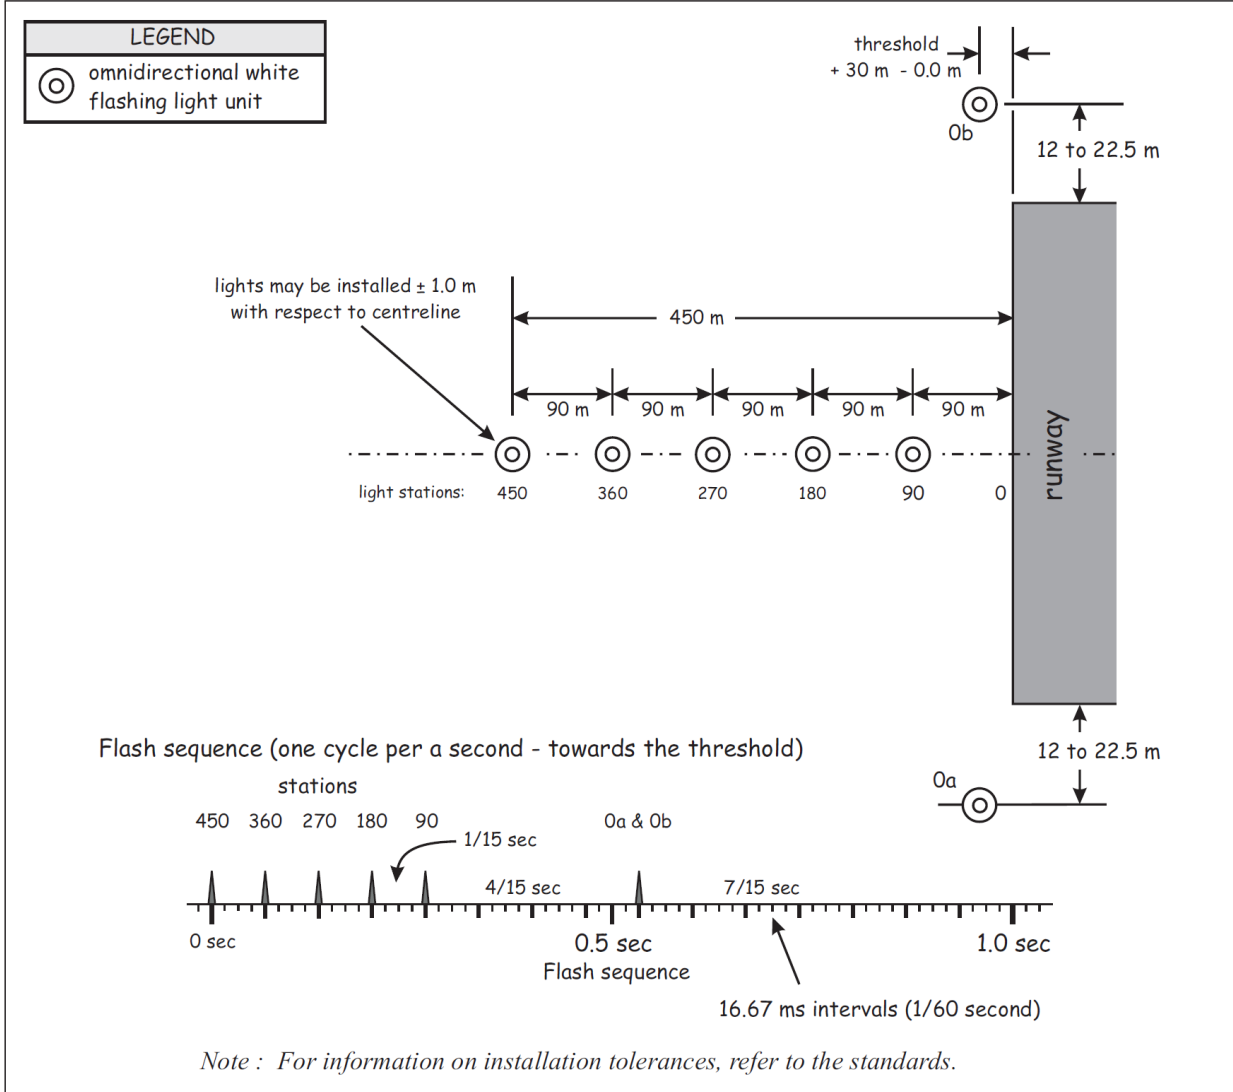 LEGEND
omnidirectional white
flashing light unit
threshold
+ 30 m - 0.0 m
0b
12 to 22.5 m
lights may be installed ± 1.0 m
with respect to centreline
450 m
90 m 90 m 90 m 90 m 90 m
runway
light stations: 450 360 270 180 90 0
12 to 22.5 m
0a
Flash sequence (one cycle per a second - towards the threshold)
stations
450 360 270 180 90 0a & 0b
1/15 sec
4/15 sec 7/15 sec
0 sec 0.5 sec 1.0 sec
Flash sequence
16.67 ms intervals (1/60 second)
Note : For information on installation tolerances, refer to the standards.